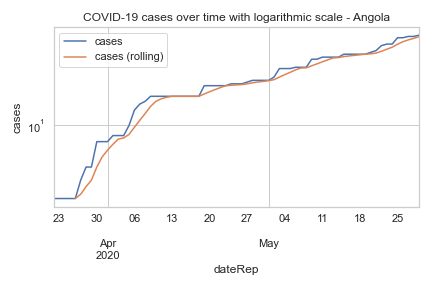 COVID-19 cases over time with logarithmic scale - Angola
cases
cases (rolling)
cases
10^1
23 30 06 13 20 27 04 11 18 25
Apr May
2020
dateRep